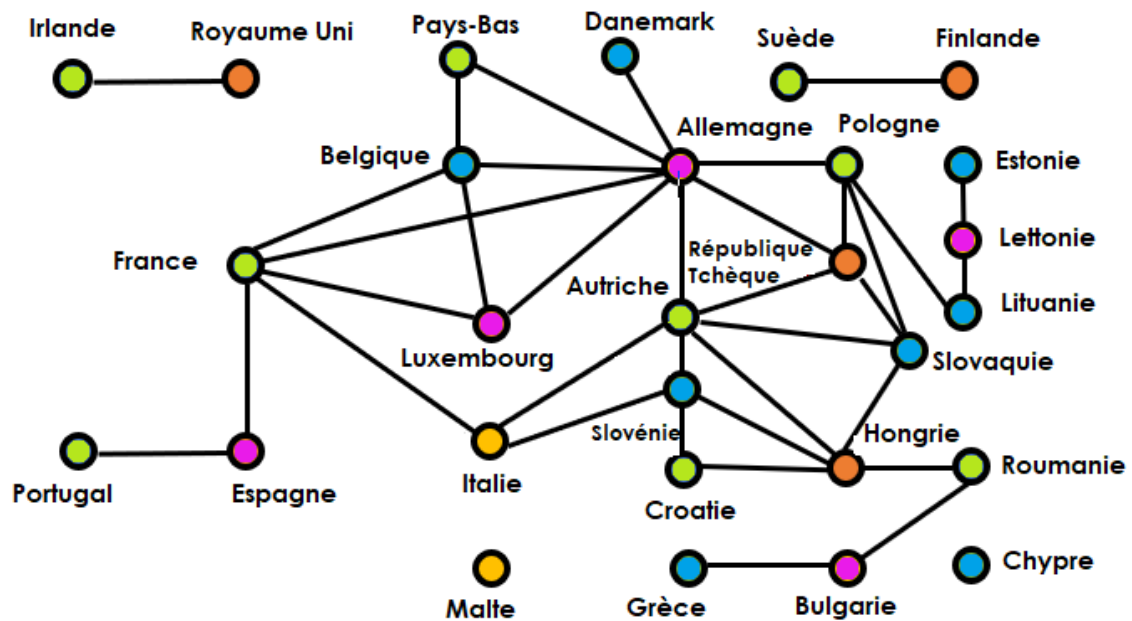 Irlande
Royaume Uni
Pays-Bas
Danemark
Suède
Finlande
Allemagne
Pologne
Belgique
Estonie
Lettonie
France
République
Tchèque
Autriche
Lituanie
Luxembourg
Slovaquie
Slovénie
Hongrie
Portugal
Espagne
Italie
Croatie
Roumanie
Chypre
Malte
Grèce
Bulgarie